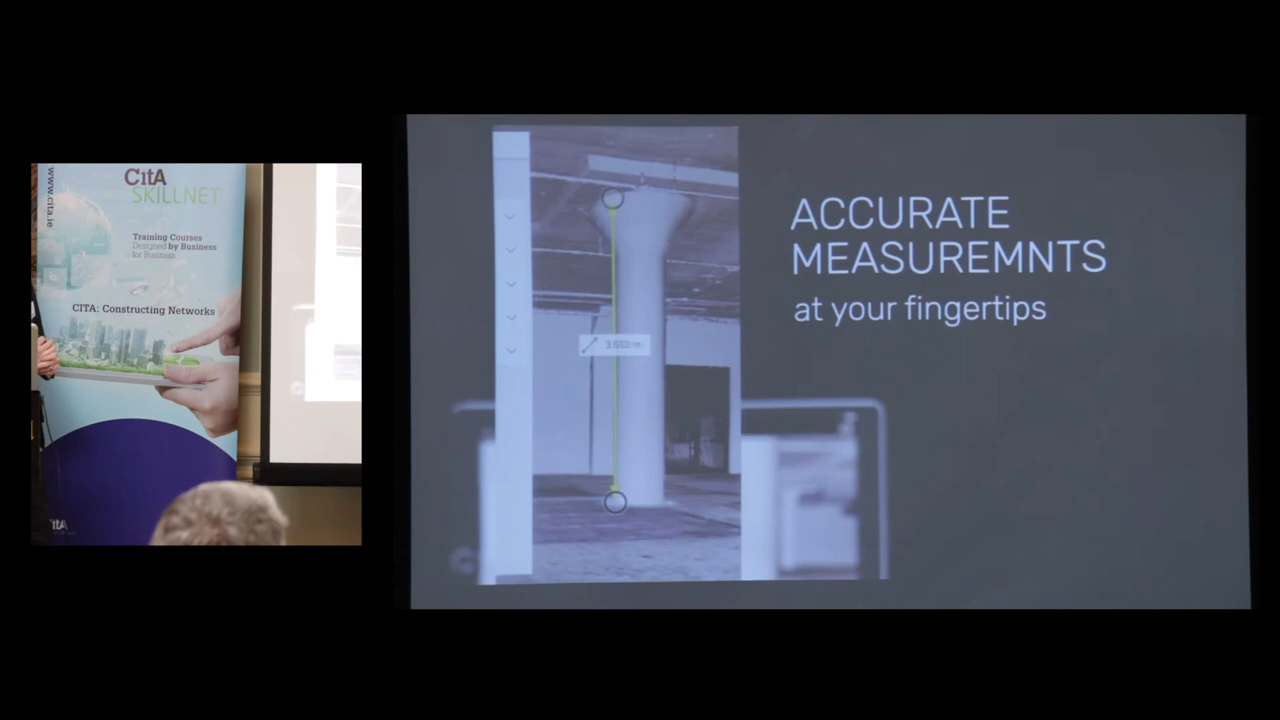 www.cita.ie
CitA
SKILLNET
Training Courses
Designed by Business
for Business
CITA: Constructing Networks
ACCURATE
MEASUREMNTS
at your fingertips